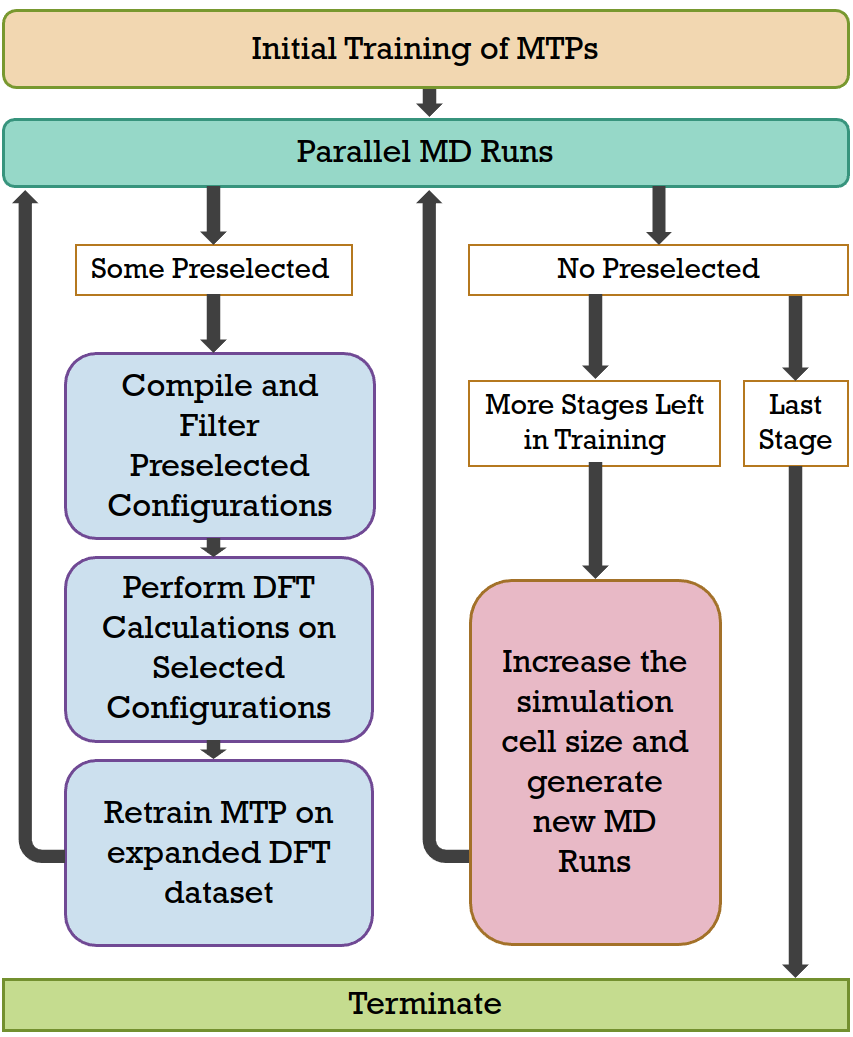 Initial Training of MTPs
Parallel MD Runs
Some Preselected
No Preselected
Compile and
Filter
Preselected
Configurations
More Stages Left
in Training
Last
Stage
Perform DFT
Calculations on
Selected
Configurations
Increase the
simulation
cell size and
generate
new MD
Runs
Retrain MTP on
expanded DFT
dataset
Terminate